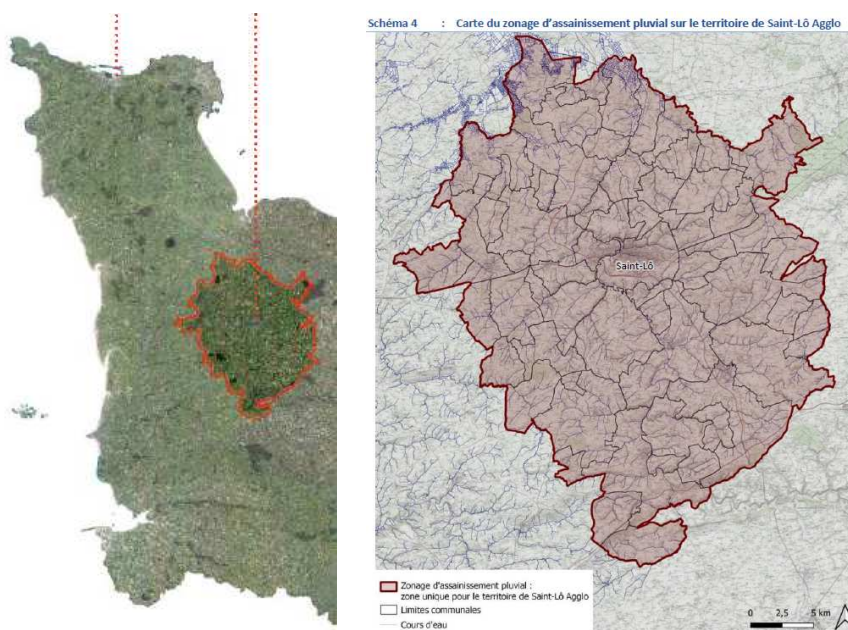 Schéma 4 : Carte du zonage d'assainissement pluvial sur le territoire de Saint-Lô Agglo
Saint-Lô
Zonage d'assainissement pluvial :
zone unique pour le territoire de Saint-Lô Agglo
Limites communales
Cours d'eau
0 2,5 5 km